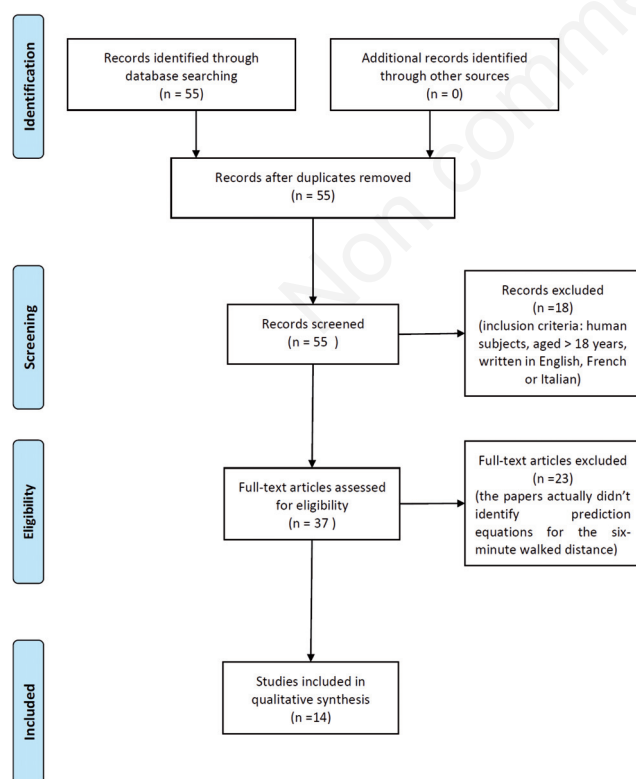 Identification
Records identified through
database searching
(n = 55)
Additional records identified
through other sources
(n = 0)
Records after duplicates removed
(n = 55)
Screening
Records screened
(n = 55 )
Records excluded
(n =18)
(inclusion criteria: human
subjects, aged > 18 years,
written in English, French
or Italian)
Eligibility
Full-text articles assessed
for eligibility
(n = 37 )
Full-text articles excluded
(n =23)
(the papers actually didn't
identify prediction
equations for the six-
minute walked distance)
Included
Studies included in
qualitative synthesis
(n =14)
Non comme